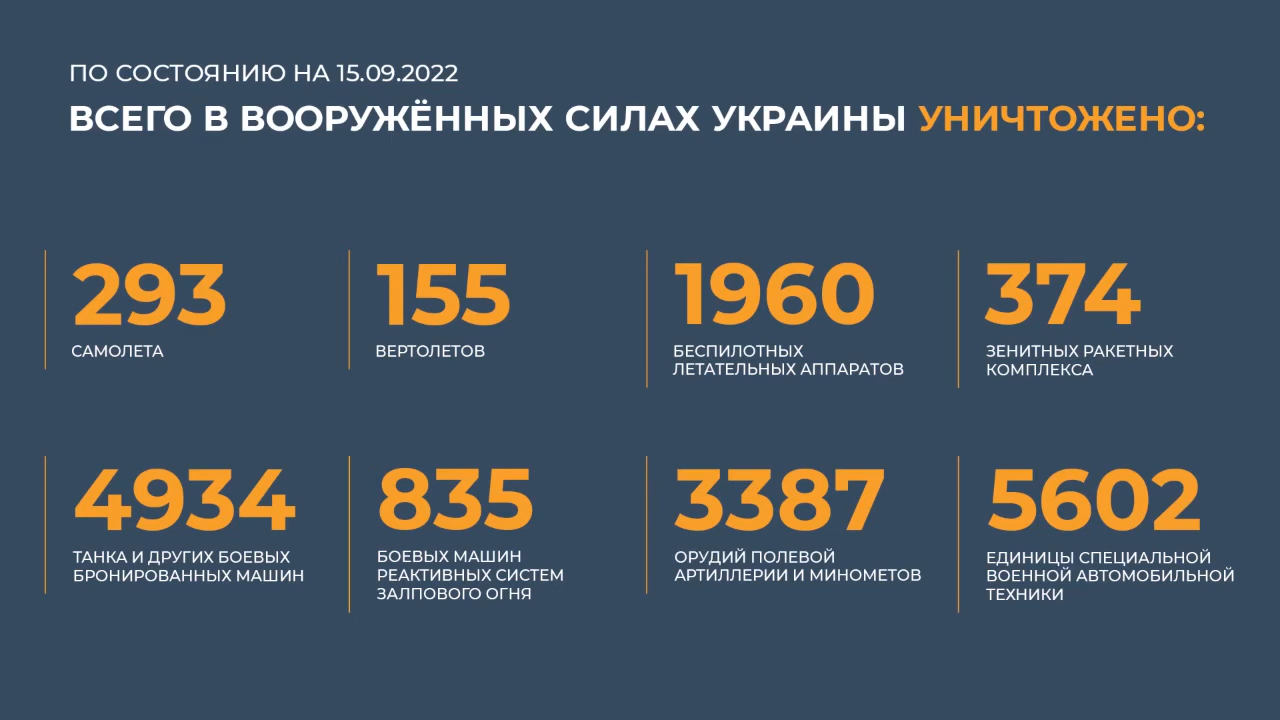 ПО СОСТОЯНИЮ НА 15.09.2022
ВСЕГО В ВООРУЖЁННЫХ СИЛАХ УКРАИНЫ УНИЧТОЖЕНО:
293
САМОЛЕТА
155
ВЕРТОЛЕТОВ
1960
БЕСПИЛОТНЫХ
ЛЕТАТЕЛЬНЫХ АППАРАТОВ
374
ЗЕНИТНЫХ РАКЕТНЫХ
КОМПЛЕКСА
4934
ТАНКА И ДРУГИХ БОЕВЫХ
БРОНИРОВАННЫХ МАШИН
835
БОЕВЫХ МАШИН
РЕАКТИВНЫХ СИСТЕМ
ЗАЛПОВОГО ОГНЯ
3387
ОРУДИЙ ПОЛЕВОЙ
АРТИЛЛЕРИИ И МИНОМЕТОВ
5602
ЕДИНИЦЫ СПЕЦИАЛЬНОЙ
ВОЕННОЙ АВТОМОБИЛЬНОЙ
ТЕХНИКИ